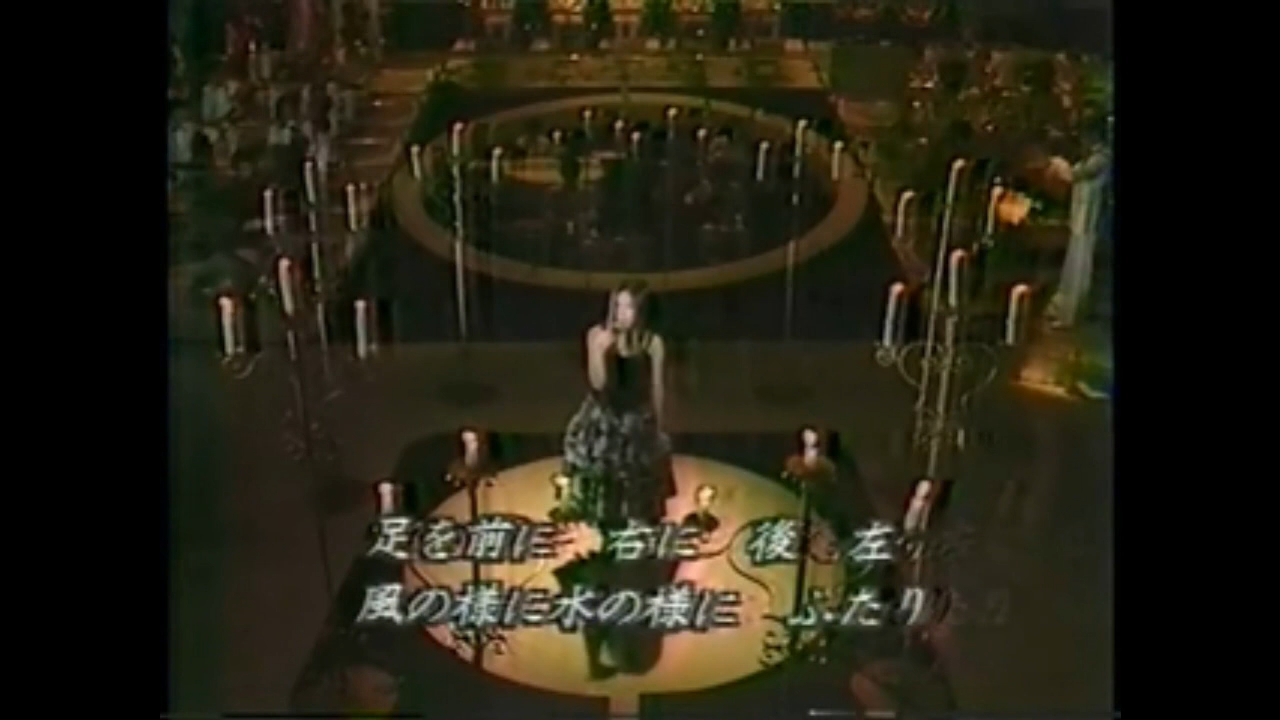 足を前に 右に 後 左
風の様に水の様に ふたり